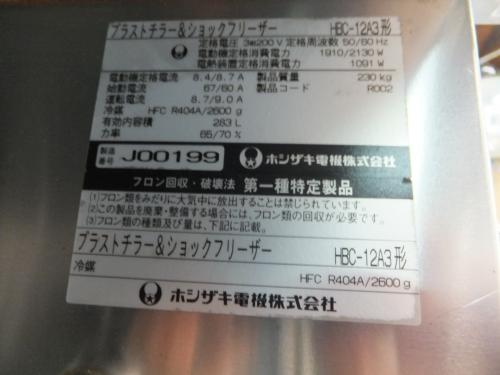 ブラストチラー&ショックフリーザー HBC-12A3形
定格電圧 3相200V 定格周波数 50/60 Hz
電動機定格消費電力 1910/2130 W
電熱装置定格消費電力 1091 W
電動機定格電流 8.4/8.7 A 製品質量 230 kg
始動電流 67/60 A 製品コード R002
運転電流 8.7/9.0 A
冷媒 HFC R404A/2600 g
有効内容積 283 L
力率 65/70 %
製造番号 J00199 ホシザキ電機株式会社
フロン回収・破壊法 第一種特定製品
(1)フロン類をみだりに大気中に放出することは禁じられています。
(2)この製品を廃棄・整備する場合には、フロン類の回収が必要です。
(3)フロン類の種類及び量は、下記に記載。
ブラストチラー&ショックフリーザー HBC-12A3形
冷媒 HFC R404A/2600 g
ホシザキ電機株式会社